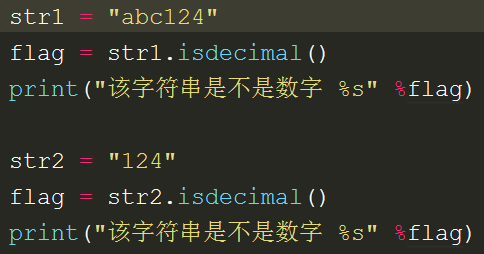 str1 = "abc124"
flag = str1.isdecimal()
print("该字符串是不是数字 %s" %flag)
str2 = "124"
flag = str2.isdecimal()
print("该字符串是不是数字 %s" %flag)